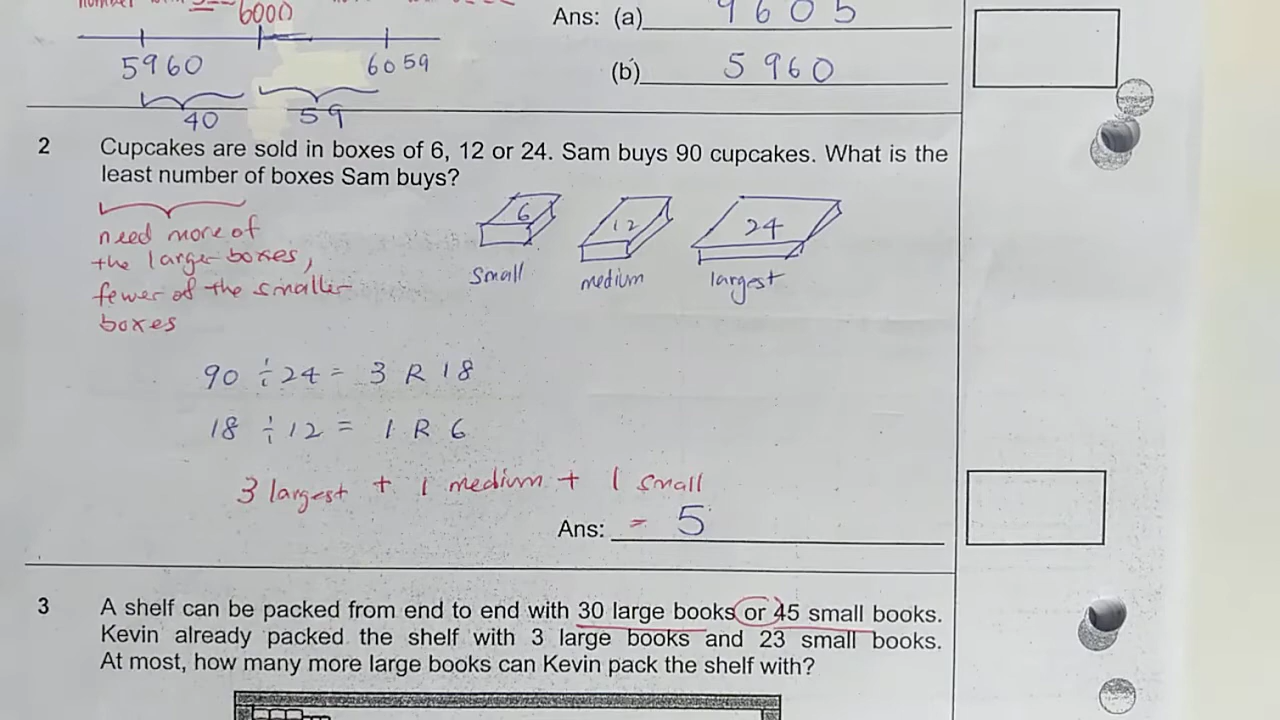 6000
5960
6059
40
59
Ans: (a) 9605
(b) 5960
2 Cupcakes are sold in boxes of 6, 12 or 24. Sam buys 90 cupcakes. What is the
least number of boxes Sam buys?
need more of
the larger boxes,
fewer of the smaller
boxes
6
12
24
small
medium
largest
90 ÷ 24 = 3 R 18
18 ÷ 12 = 1 R 6
3 largest + 1 medium + 1 small
Ans: = 5
3 A shelf can be packed from end to end with 30 large books or 45 small books.
Kevin already packed the shelf with 3 large books and 23 small books.
At most, how many more large books can Kevin pack the shelf with?